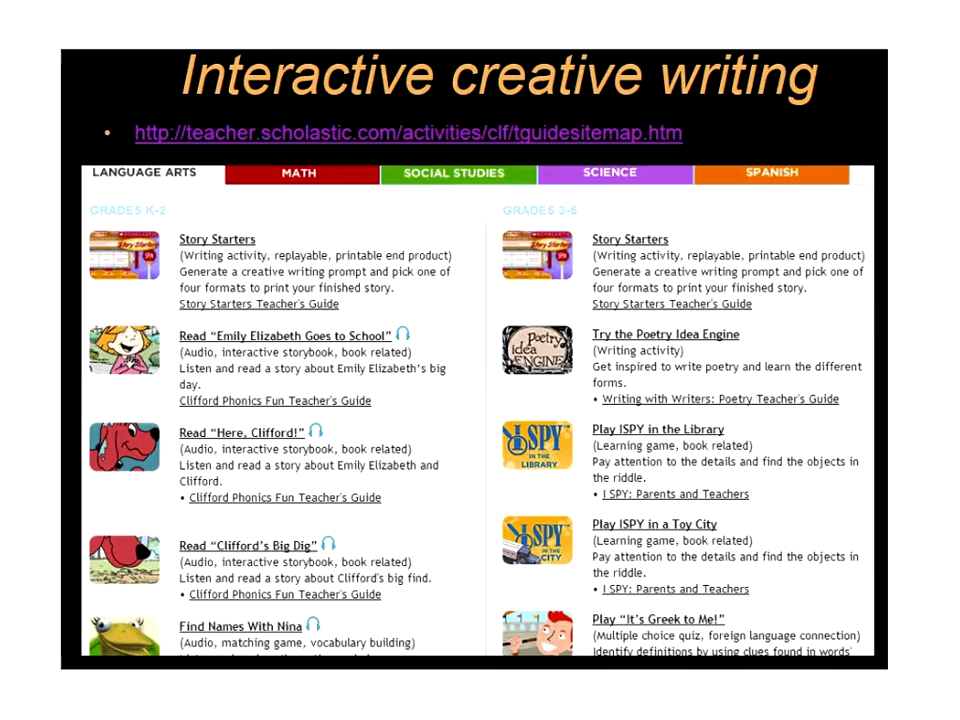 Interactive creative writing
• http://teacher.scholastic.com/activities/clf/tguidesitemap.htm
LANGUAGE ARTS MATH SOCIAL STUDIES SCIENCE SPANISH
GRADES K-2
Story Starters
(Writing activity, replayable, printable end product)
Generate a creative writing prompt and pick one of
four formats to print your finished story.
Story Starters Teacher's Guide
Read “Emily Elizabeth Goes to School”
(Audio, interactive storybook, book related)
Listen and read a story about Emily Elizabeth's big
day.
Clifford Phonics Fun Teacher's Guide
Read “Here, Clifford!”
(Audio, interactive storybook, book related)
Listen and read a story about Emily Elizabeth and
Clifford.
• Clifford Phonics Fun Teacher's Guide
Read “Clifford's Big Dig”
(Audio, interactive storybook, book related)
Listen and read a story about Clifford's big find.
• Clifford Phonics Fun Teacher's Guide
Find Names With Nina
(Audio, matching game, vocabulary building)
GRADES 3-5
Story Starters
(Writing activity, replayable, printable end product)
Generate a creative writing prompt and pick one of
four formats to print your finished story.
Story Starters Teacher's Guide
Poetry
idea
ENGINE
Try the Poetry Idea Engine
(Writing activity)
Get inspired to write poetry and learn the different
forms.
• Writing with Writers: Poetry Teacher's Guide
I SPY
IN THE
LIBRARY
Play ISPY in the Library
(Learning game, book related)
Pay attention to the details and find the objects in
the riddle.
• I SPY: Parents and Teachers
I SPY
IN THE
CITY
Play ISPY in a Toy City
(Learning game, book related)
Pay attention to the details and find the objects in
the riddle.
• I SPY: Parents and Teachers
Play “It's Greek to Me!”
(Multiple choice quiz, foreign language connection)
Identify definitions by using clues found in words'